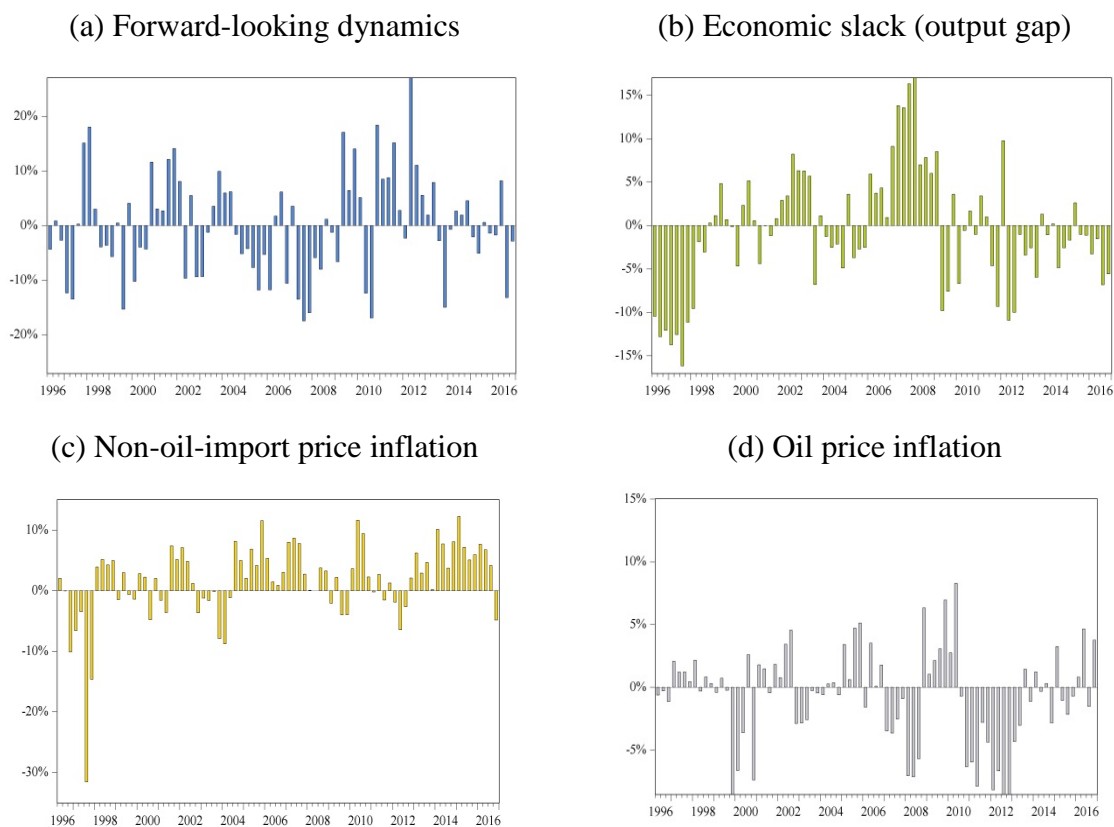 (a) Forward-looking dynamics
(b) Economic slack (output gap)
20%
10%
0%
-10%
-20%
1996 1998 2000 2002 2004 2006 2008 2010 2012 2014 2016
15%
10%
5%
0%
-5%
-10%
-15%
1996 1998 2000 2002 2004 2006 2008 2010 2012 2014 2016
(c) Non-oil-import price inflation
(d) Oil price inflation
10%
0%
-10%
-20%
-30%
1996 1998 2000 2002 2004 2006 2008 2010 2012 2014 2016
15%
10%
5%
0%
-5%
1996 1998 2000 2002 2004 2006 2008 2010 2012 2014 2016